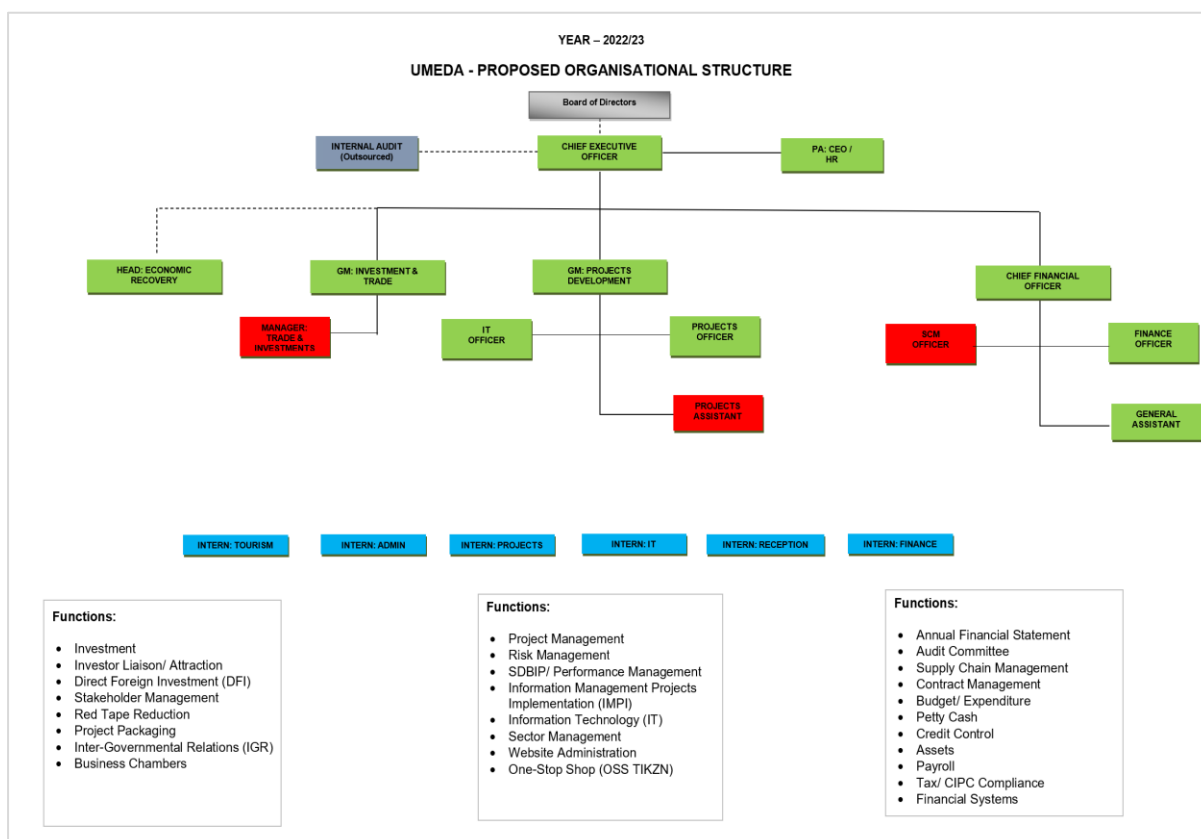 YEAR – 2022/23
UMEDA - PROPOSED ORGANISATIONAL STRUCTURE
Board of Directors
INTERNAL AUDIT
(Outsourced)
CHIEF EXECUTIVE
OFFICER
PA: CEO /
HR
HEAD: ECONOMIC
RECOVERY
GM: INVESTMENT &
TRADE
GM: PROJECTS
DEVELOPMENT
CHIEF FINANCIAL
OFFICER
MANAGER:
TRADE &
INVESTMENTS
IT
OFFICER
PROJECTS
OFFICER
SCM
OFFICER
FINANCE
OFFICER
PROJECTS
ASSISTANT
GENERAL
ASSISTANT
INTERN: TOURISM
INTERN: ADMIN
INTERN: PROJECTS
INTERN: IT
INTERN: RECEPTION
INTERN: FINANCE
Functions:
• Investment
• Investor Liaison/ Attraction
• Direct Foreign Investment (DFI)
• Stakeholder Management
• Red Tape Reduction
• Project Packaging
• Inter-Governmental Relations (IGR)
• Business Chambers
Functions:
• Project Management
• Risk Management
• SDBIP/ Performance Management
• Information Management Projects
Implementation (IMPI)
• Information Technology (IT)
• Sector Management
• Website Administration
• One-Stop Shop (OSS TIKZN)
Functions:
• Annual Financial Statement
• Audit Committee
• Supply Chain Management
• Contract Management
• Budget/ Expenditure
• Petty Cash
• Credit Control
• Assets
• Payroll
• Tax/ CIPC Compliance
• Financial Systems